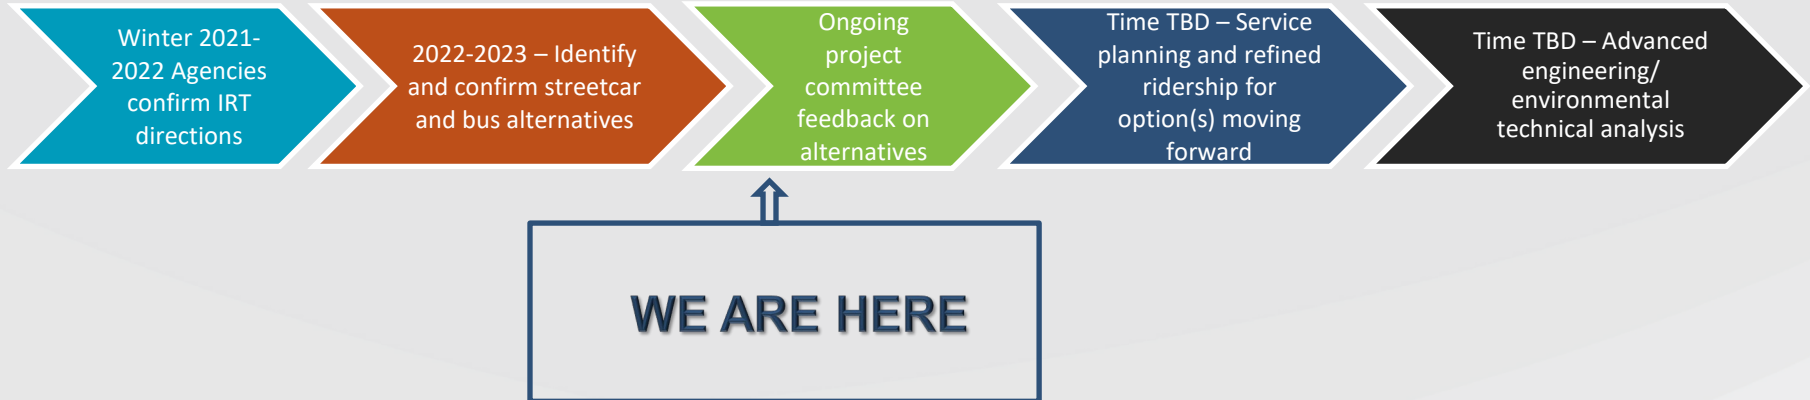 Winter 2021-
2022 Agencies
confirm IRT
directions
2022-2023 – Identify
and confirm streetcar
and bus alternatives
Ongoing
project
committee
feedback on
alternatives
Time TBD – Service
planning and refined
ridership for
option(s) moving
forward
Time TBD – Advanced
engineering/
environmental
technical analysis
WE ARE HERE